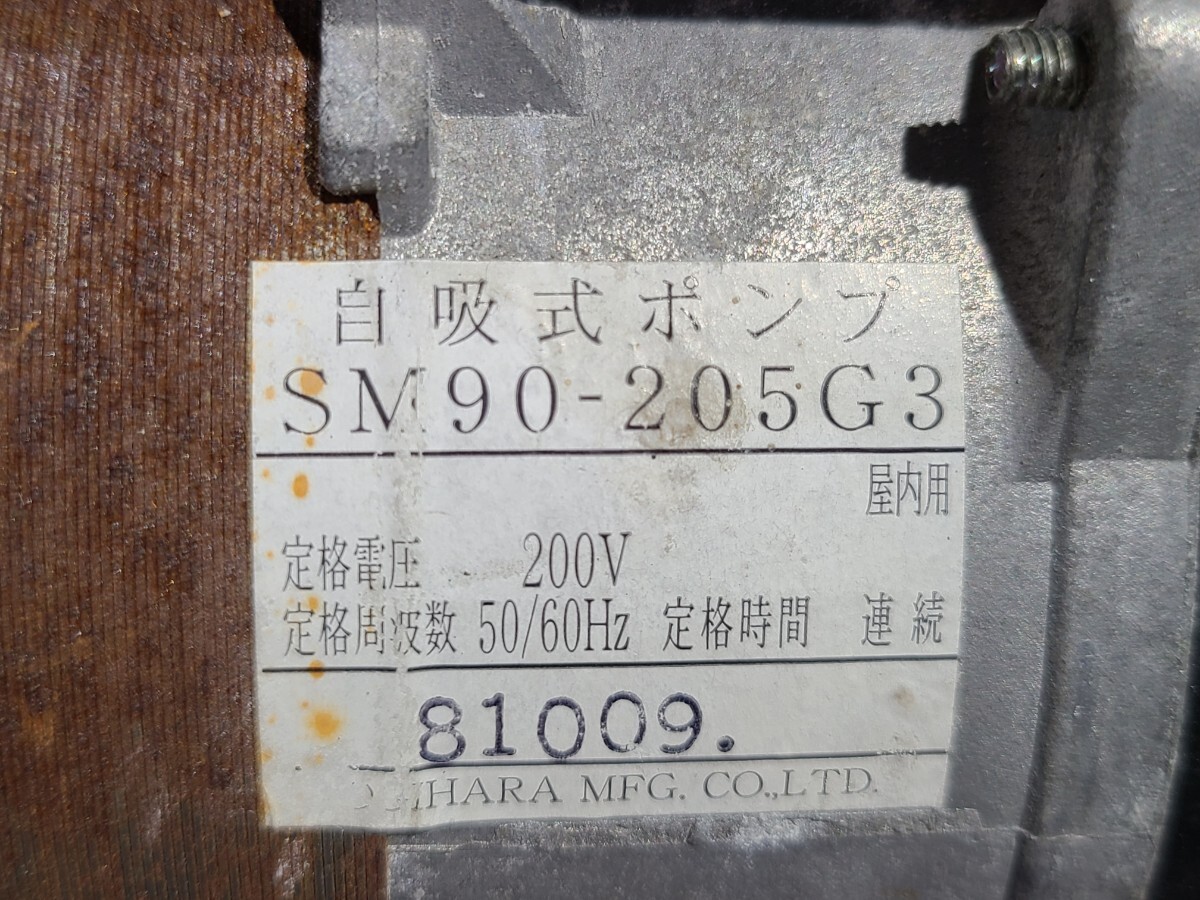 自吸式ポンプ
SM90-205G3
屋内用
定格電圧 200V
定格周波数 50/60Hz 定格時間 連続
81009.
MFG. CO.,LTD.